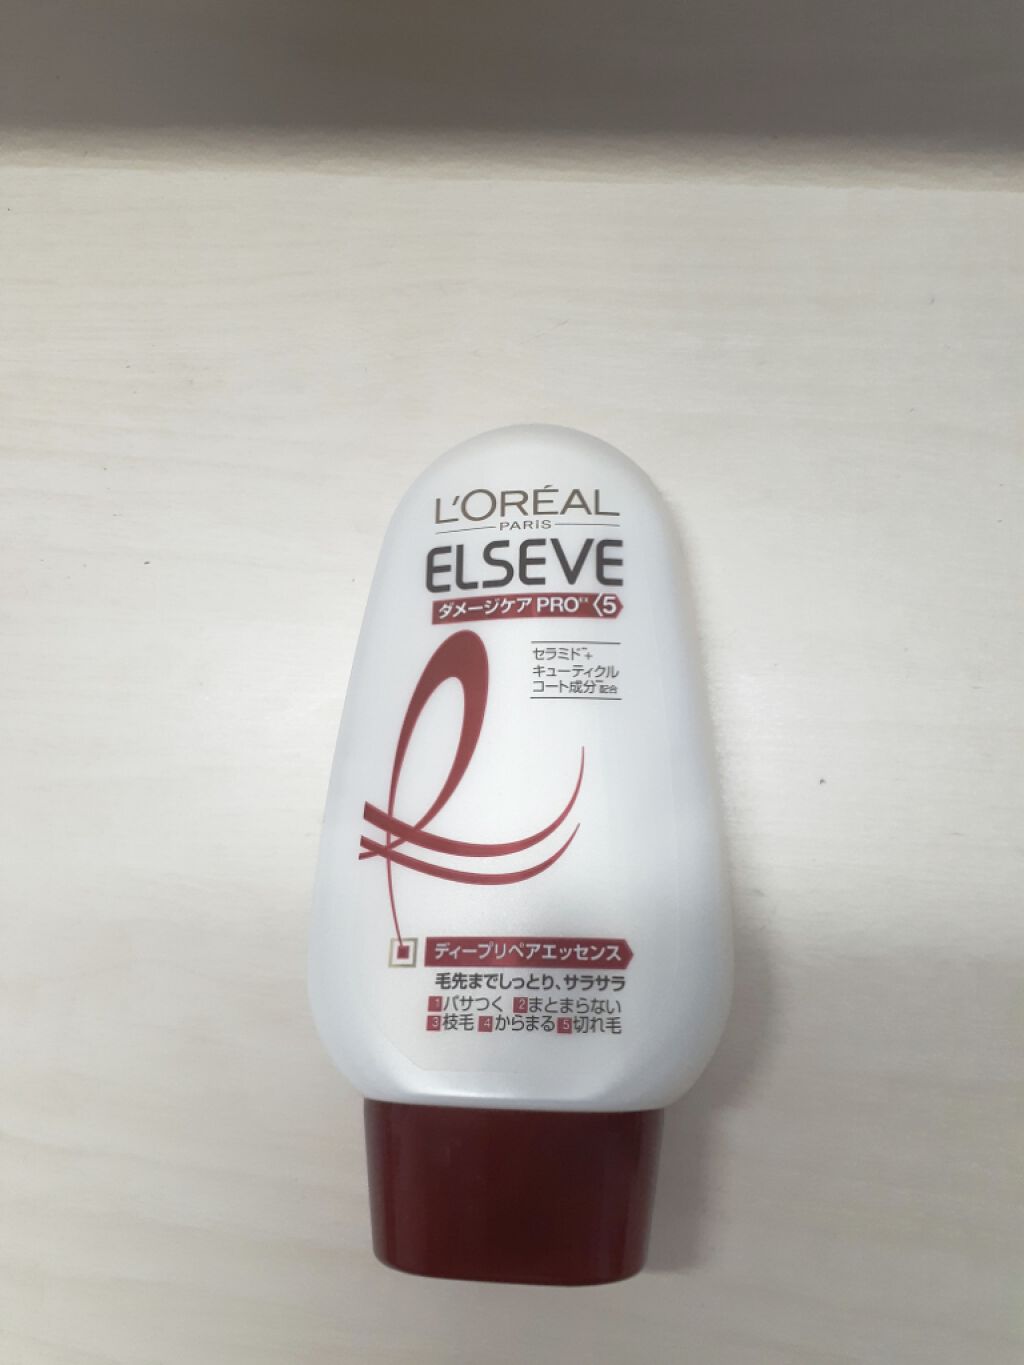 L'ORÉAL
PARIS
ELSEVE
ダメージケア PRO EX 5
セラミド+
キューティクル
コート成分 配合
ディープリペアエッセンス
毛先までしっとり、サラサラ
1パサつく 2まとまらない
3枝毛 4からまる 5切れ毛